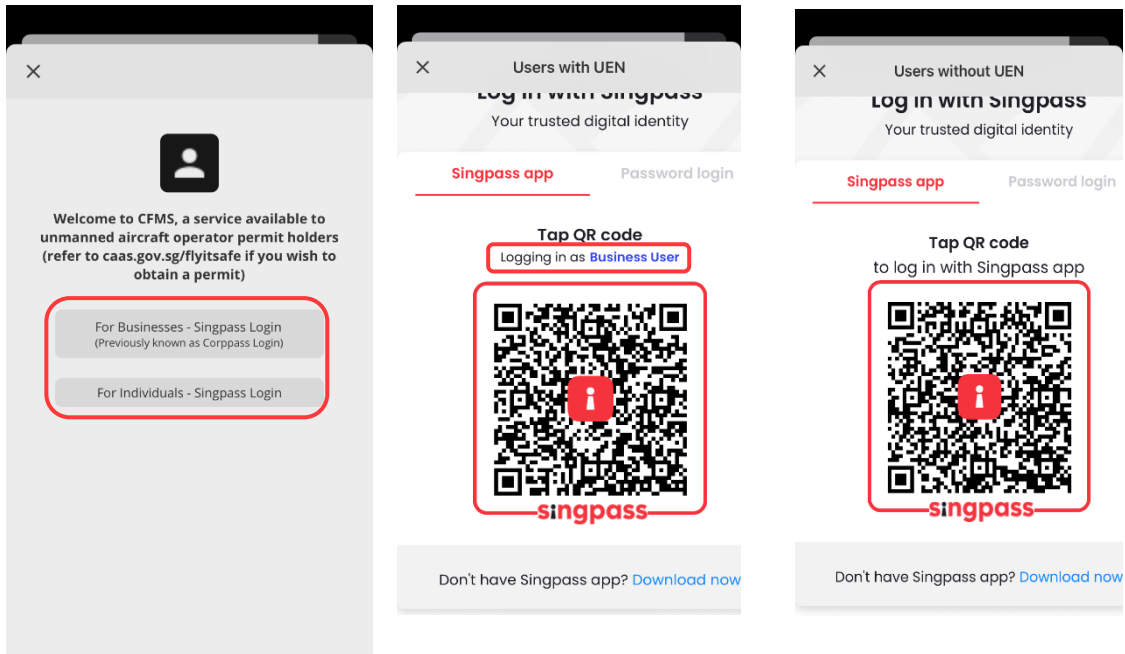 Welcome to CFMS, a service available to
unmanned aircraft operator permit holders
(refer to caas.gov.sg/flyitsafe if you wish to
obtain a permit)
For Businesses - Singpass Login
(Previously known as Corppass Login)
For Individuals - Singpass Login
Users with UEN
Log in with Singpass
Your trusted digital identity
Singpass app
Password login
Tap QR code
Logging in as Business User
singpass
Don't have Singpass app? Download now
Users without UEN
Log in with Singpass
Your trusted digital identity
Singpass app
Password login
Tap QR code
to log in with Singpass app
singpass
Don't have Singpass app? Download now